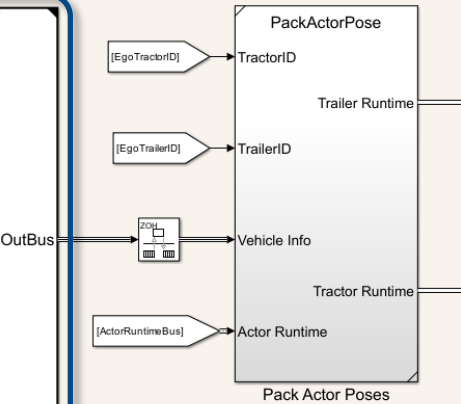 PackActorPose
[EgoTractorID]
TractorID
Trailer Runtime
[EgoTrailerID]
TrailerID
ZOH
OutBus
Vehicle Info
Tractor Runtime
[ActorRuntimeBus]
Actor Runtime
Pack Actor Poses